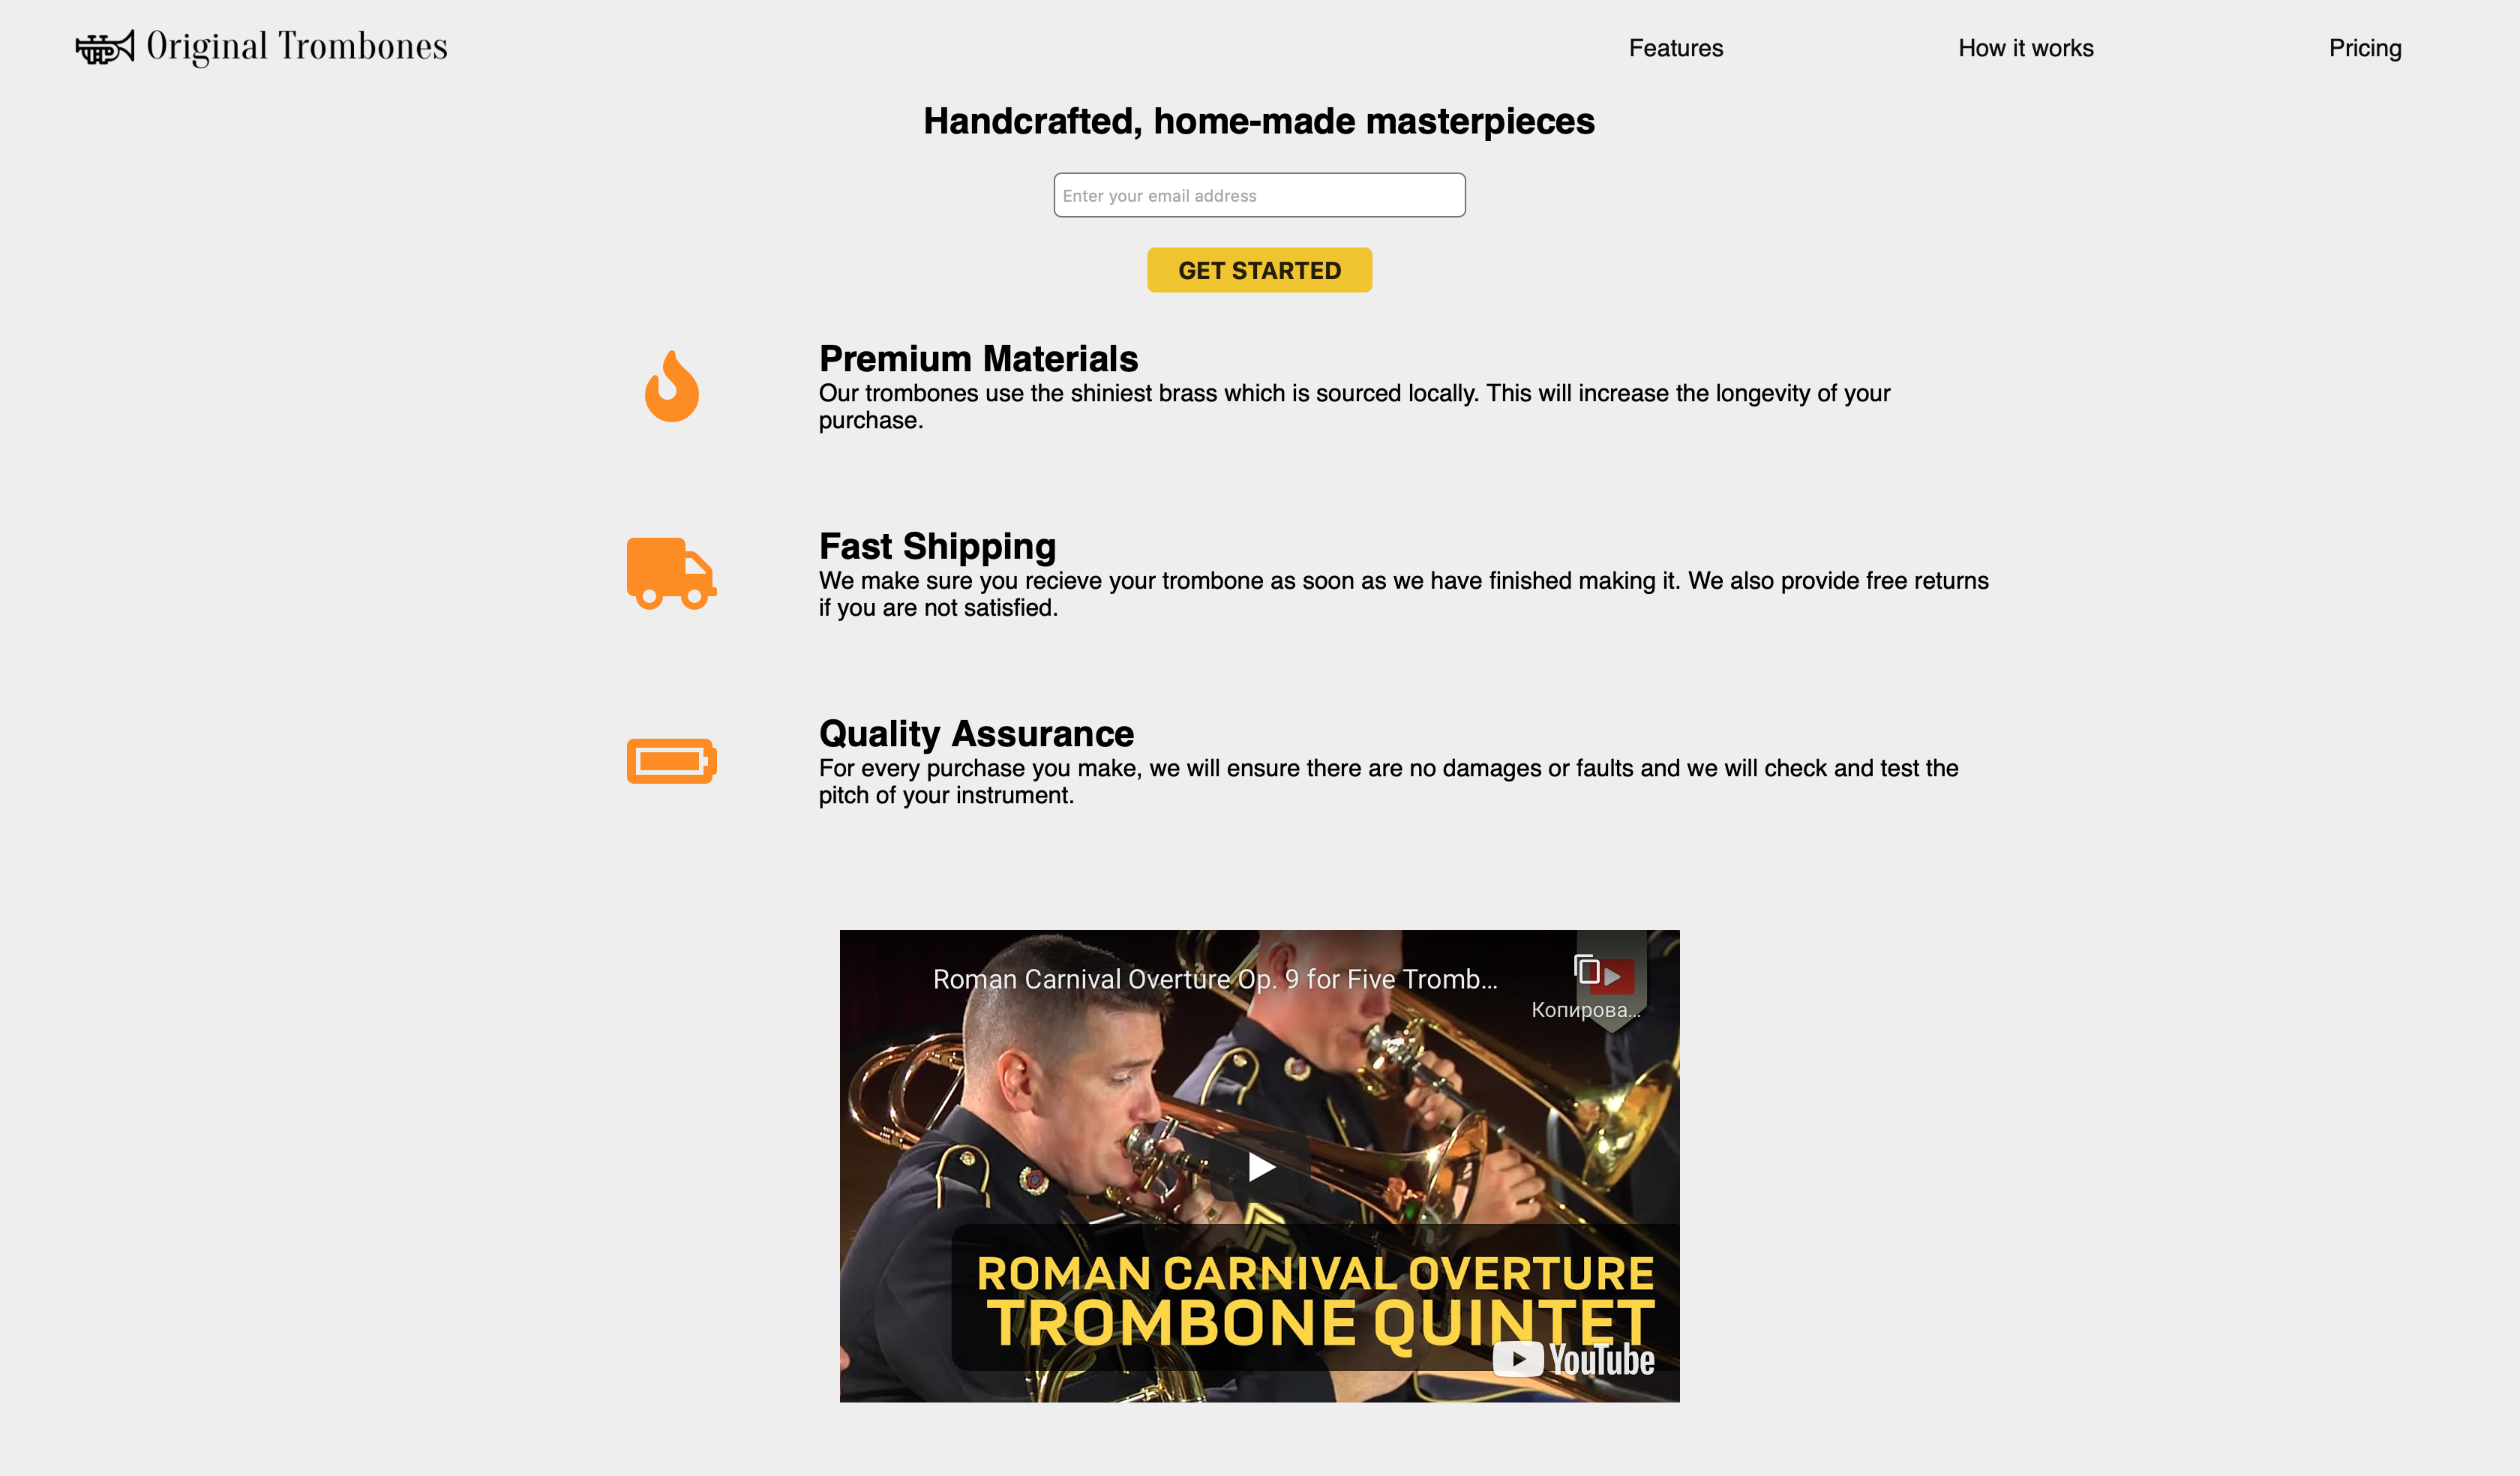 Original Trombones
Features
How it works
Pricing
Handcrafted, home-made masterpieces
Enter your email address
GET STARTED
Premium Materials
Our trombones use the shiniest brass which is sourced locally. This will increase the longevity of your
purchase.
Fast Shipping
We make sure you recieve your trombone as soon as we have finished making it. We also provide free returns
if you are not satisfied.
Quality Assurance
For every purchase you make, we will ensure there are no damages or faults and we will check and test the
pitch of your instrument.
Roman Carnival Overture Op. 9 for Five Tromb...
Копирова...
ROMAN CARNIVAL OVERTURE
TROMBONE QUINTET
YouTube